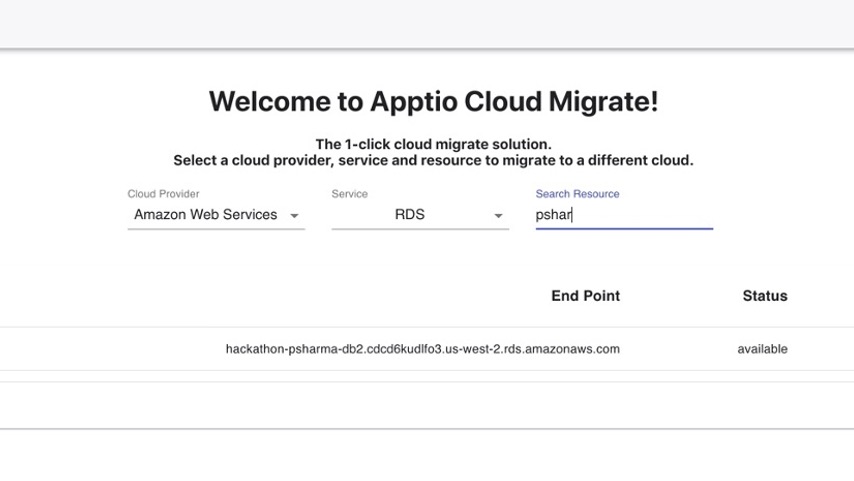 Welcome to Apptio Cloud Migrate!
The 1-click cloud migrate solution.
Select a cloud provider, service and resource to migrate to a different cloud.
Cloud Provider Service Search Resource
Amazon Web Services RDS pshar
End Point Status
hackathon-psharma-db2.cdcd6kudlfo3.us-west-2.rds.amazonaws.com available